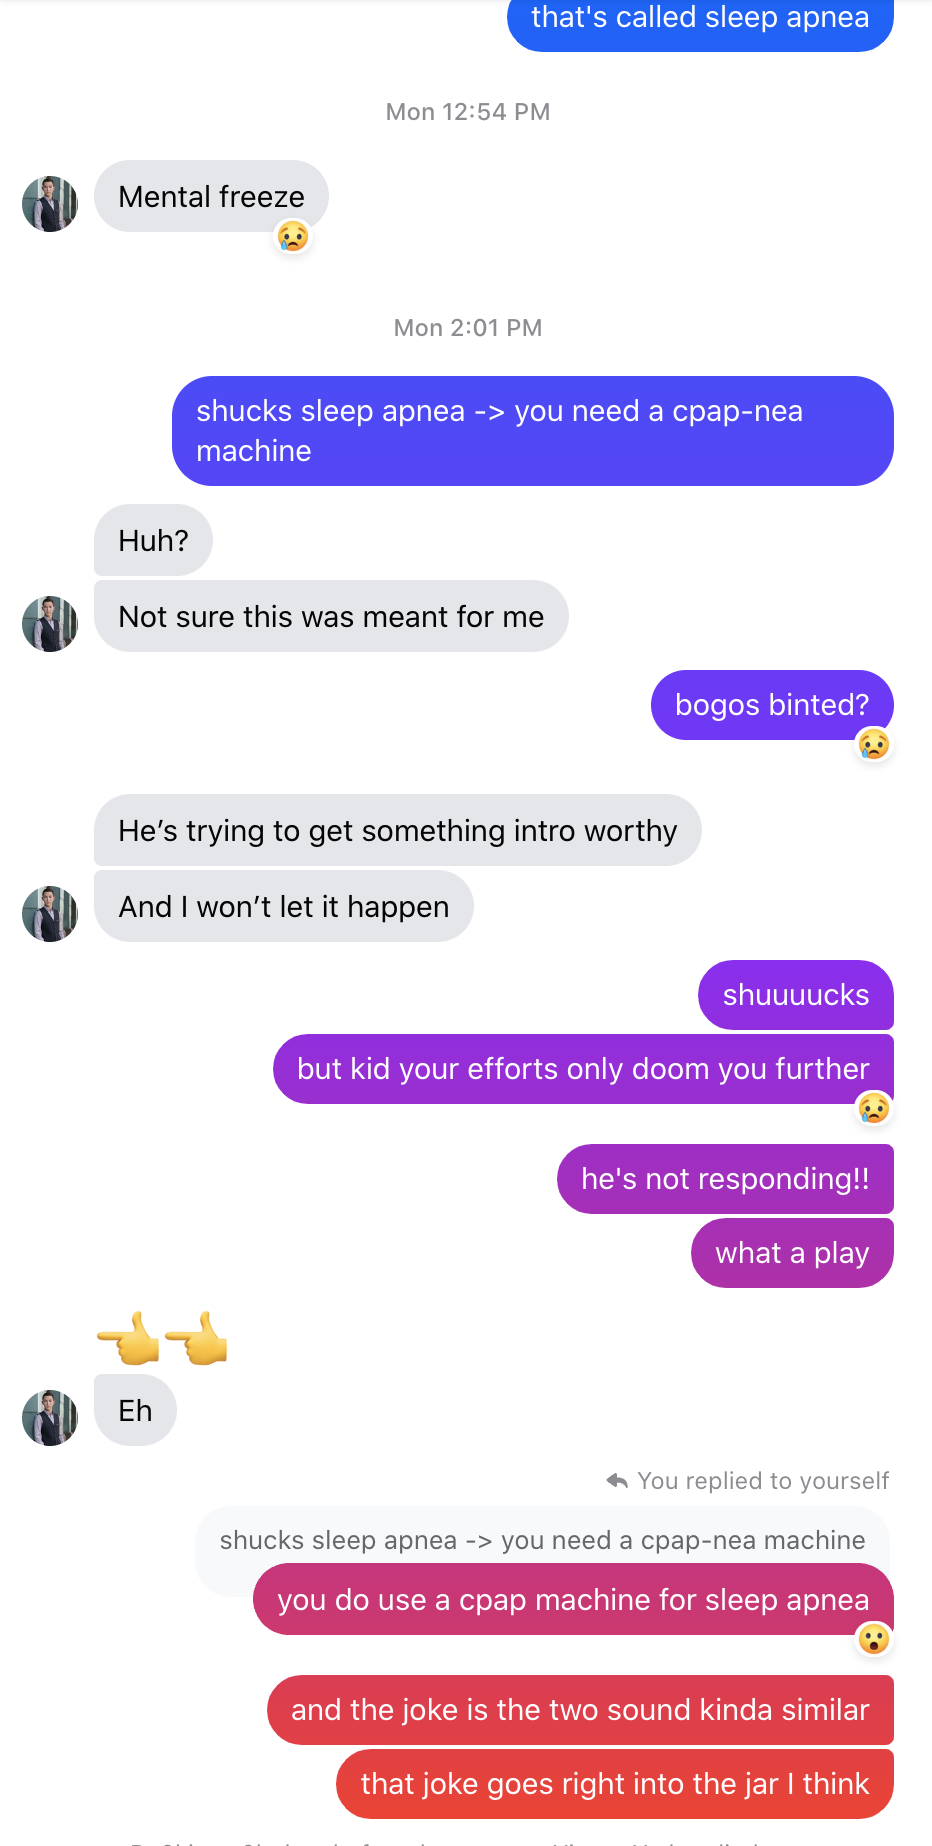 that's called sleep apnea
Mon 12:54 PM
Mental freeze
Mon 2:01 PM
shucks sleep apnea -> you need a cpap-nea
machine
Huh?
Not sure this was meant for me
bogos binted?
He’s trying to get something intro worthy
And I won’t let it happen
shuuuucks
but kid your efforts only doom you further
he's not responding!!
what a play
Eh
You replied to yourself
shucks sleep apnea -> you need a cpap-nea machine
you do use a cpap machine for sleep apnea
and the joke is the two sound kinda similar
that joke goes right into the jar I think